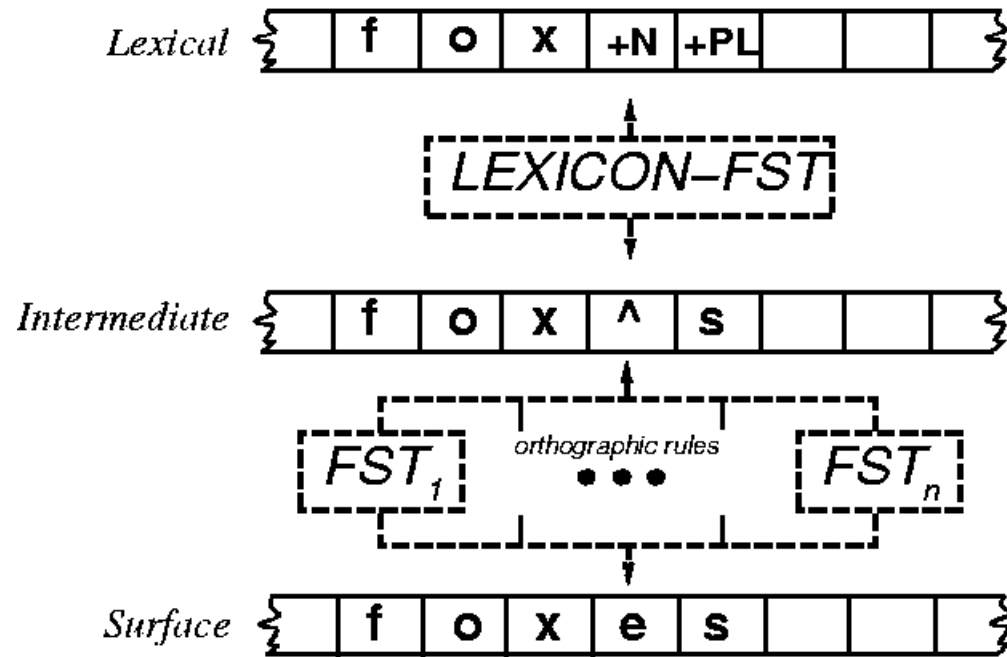 Lexical f o x +N +PL
LEXICON-FST
Intermediate f o x ^ s
orthographic rules
FST1 ••• FSTn
Surface f o x e s